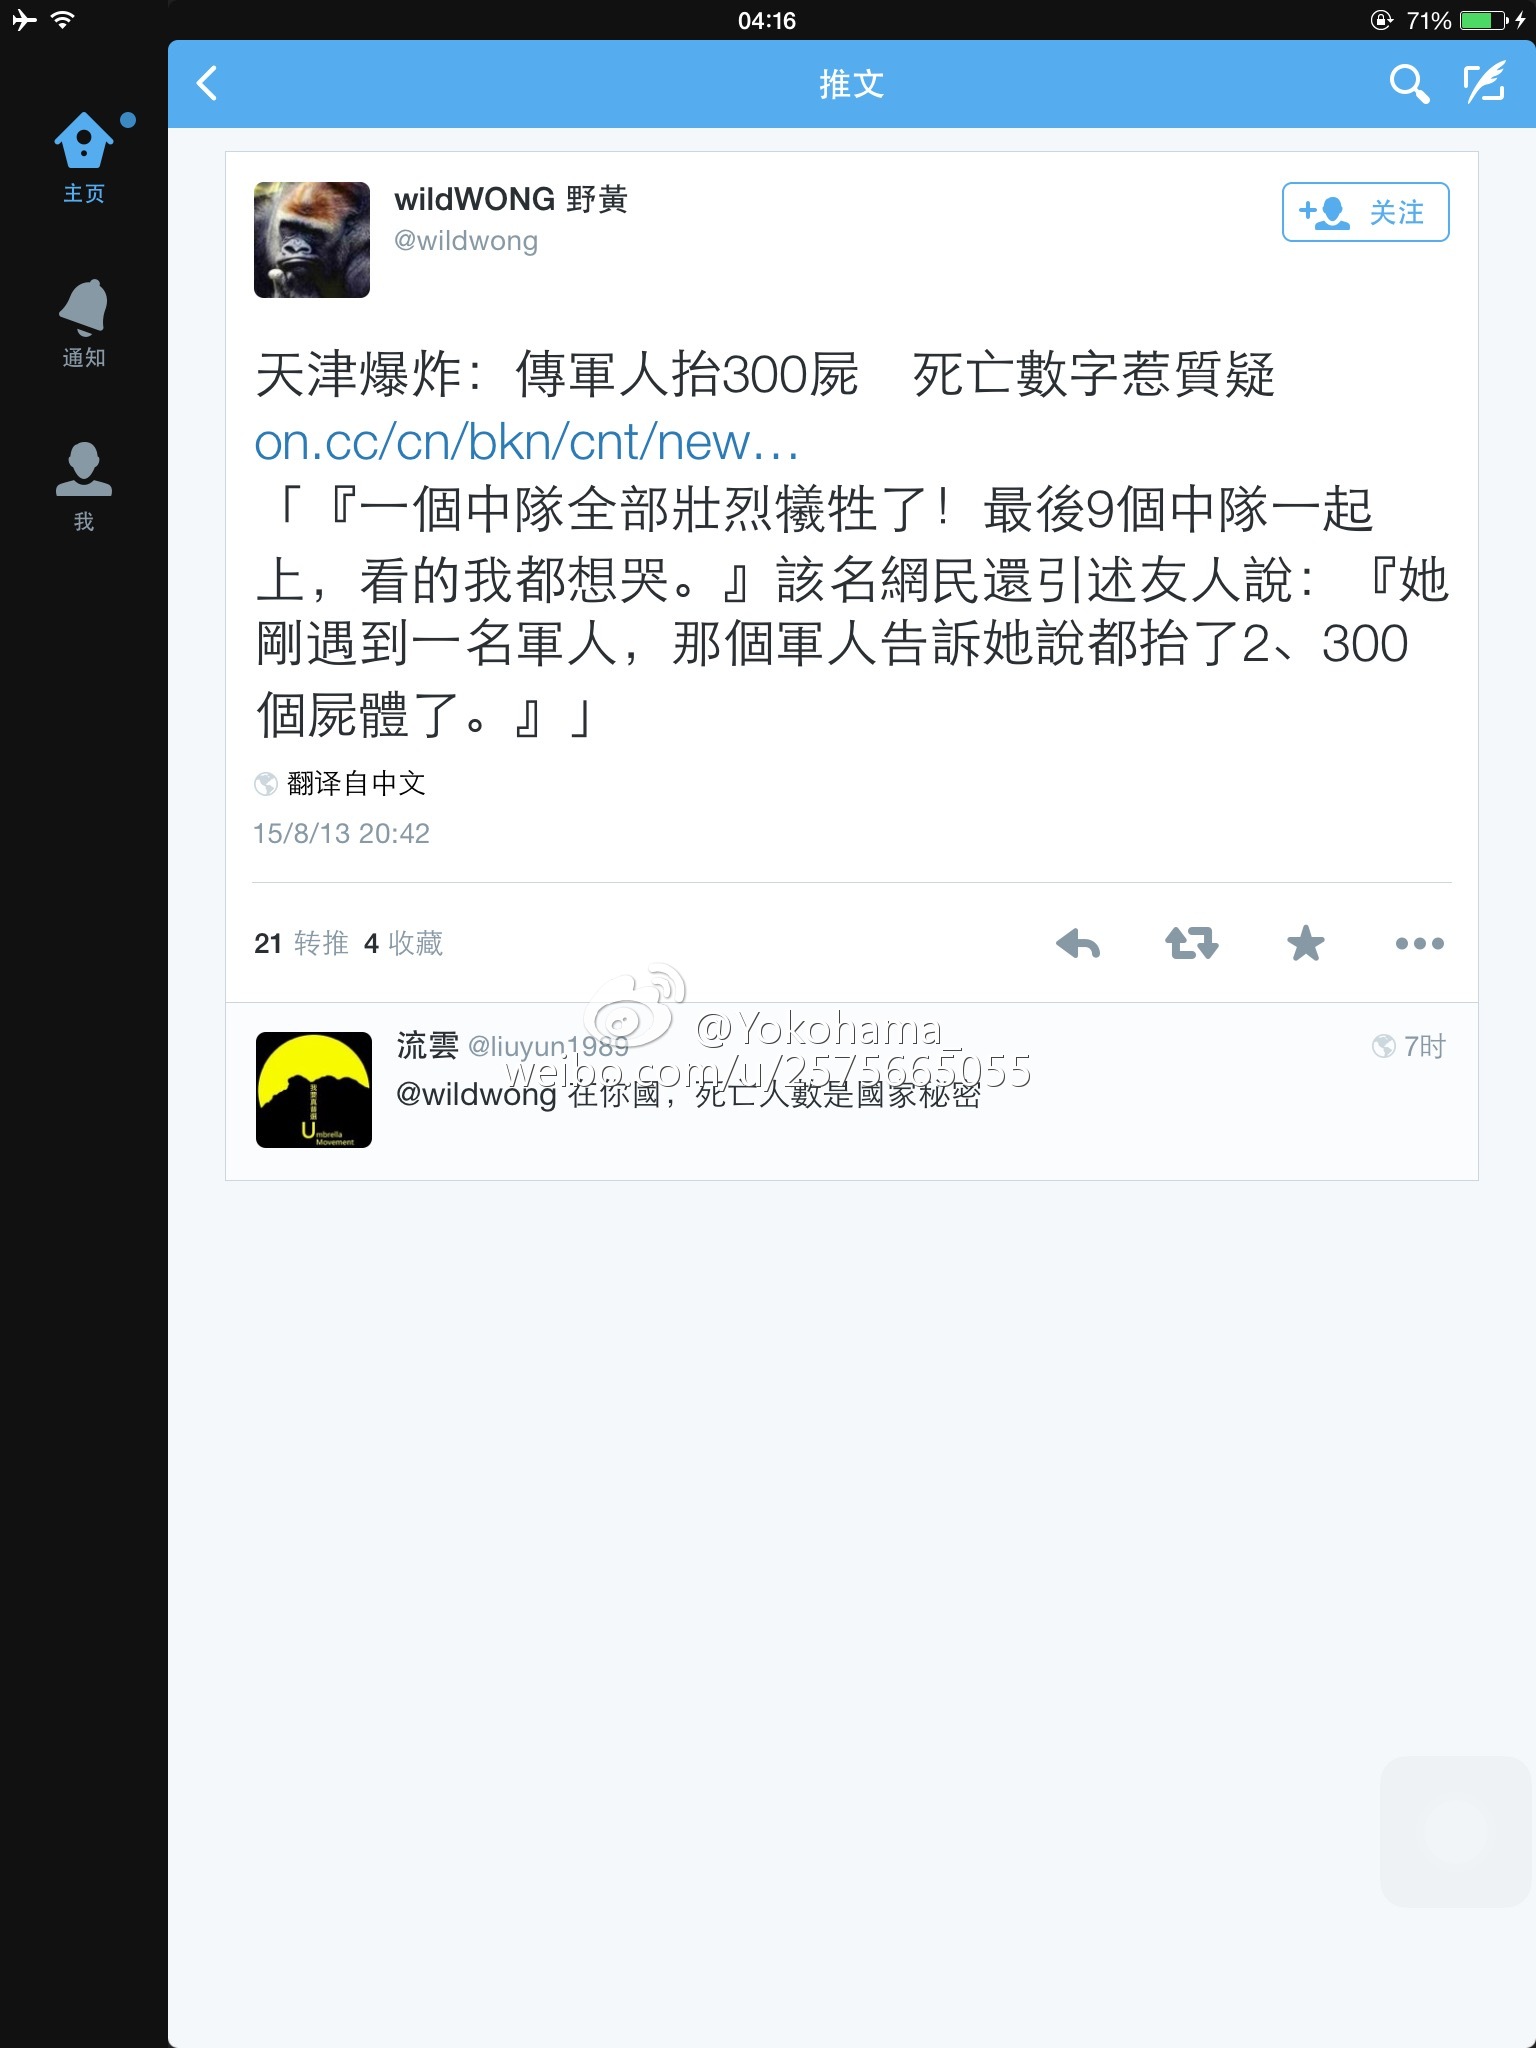 04:16
71%
推文
主页
通知
我
wildWONG 野黃
@wildwong
关注
天津爆炸：傳軍人抬300屍　死亡數字惹質疑
on.cc/cn/bkn/cnt/new…
「『一個中隊全部壯烈犧牲了！最後9個中隊一起
上，看的我都想哭。』該名網民還引述友人說：『她
剛遇到一名軍人，那個軍人告訴她說都抬了2、300
個屍體了。』」
翻译自中文
15/8/13 20:42
21 转推 4 收藏
流雲 @liuyun1989
7时
@wildwong 在你國，死亡人數是國家秘密
我要真普選
Umbrella
Movement
@Yokohama_
weibo.com/u/2575665055